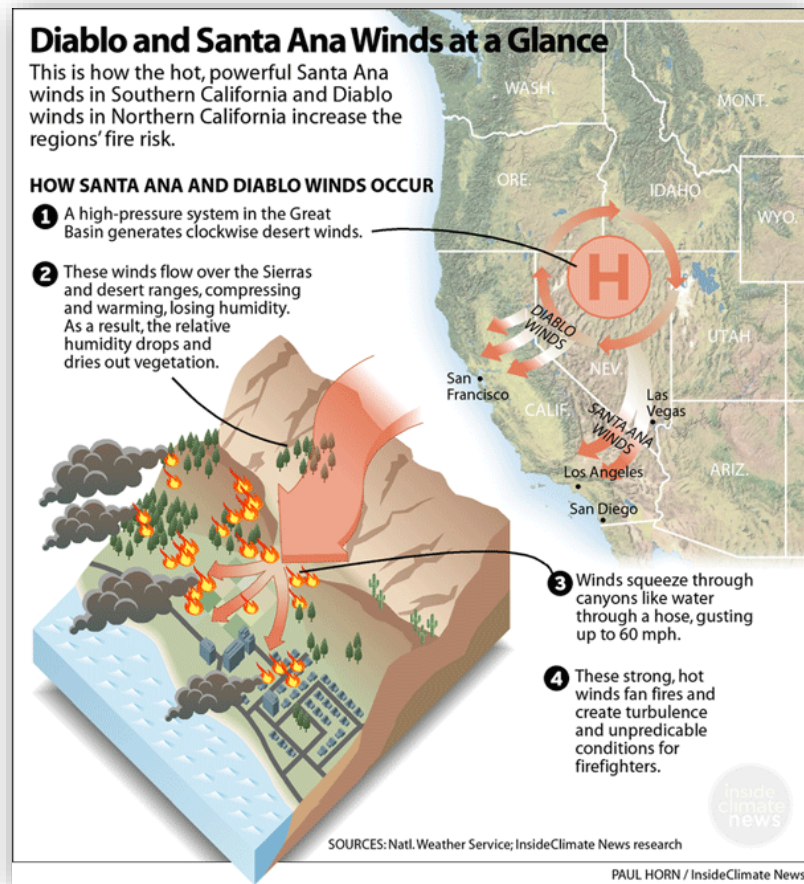 Diablo and Santa Ana Winds at a Glance
This is how the hot, powerful Santa Ana
winds in Southern California and Diablo
winds in Northern California increase the
regions' fire risk.
HOW SANTA ANA AND DIABLO WINDS OCCUR
1 A high-pressure system in the Great
Basin generates clockwise desert winds.
2 These winds flow over the Sierras
and desert ranges, compressing
and warming, losing humidity.
As a result, the relative
humidity drops and
dries out vegetation.
WASH.
MONT.
ORE.
IDAHO
WYO.
H
DIABLO
WINDS
UTAH
NEV.
San
Francisco
CALIF.
Las
Vegas
SANTA ANA
WINDS
ARIZ.
Los Angeles
San Diego
3 Winds squeeze through
canyons like water
through a hose, gusting
up to 60 mph.
4 These strong, hot
winds fan fires and
create turbulence
and unpredicable
conditions for
firefighters.
inside
climate
news
SOURCES: Natl. Weather Service; InsideClimate News research
PAUL HORN / InsideClimate News